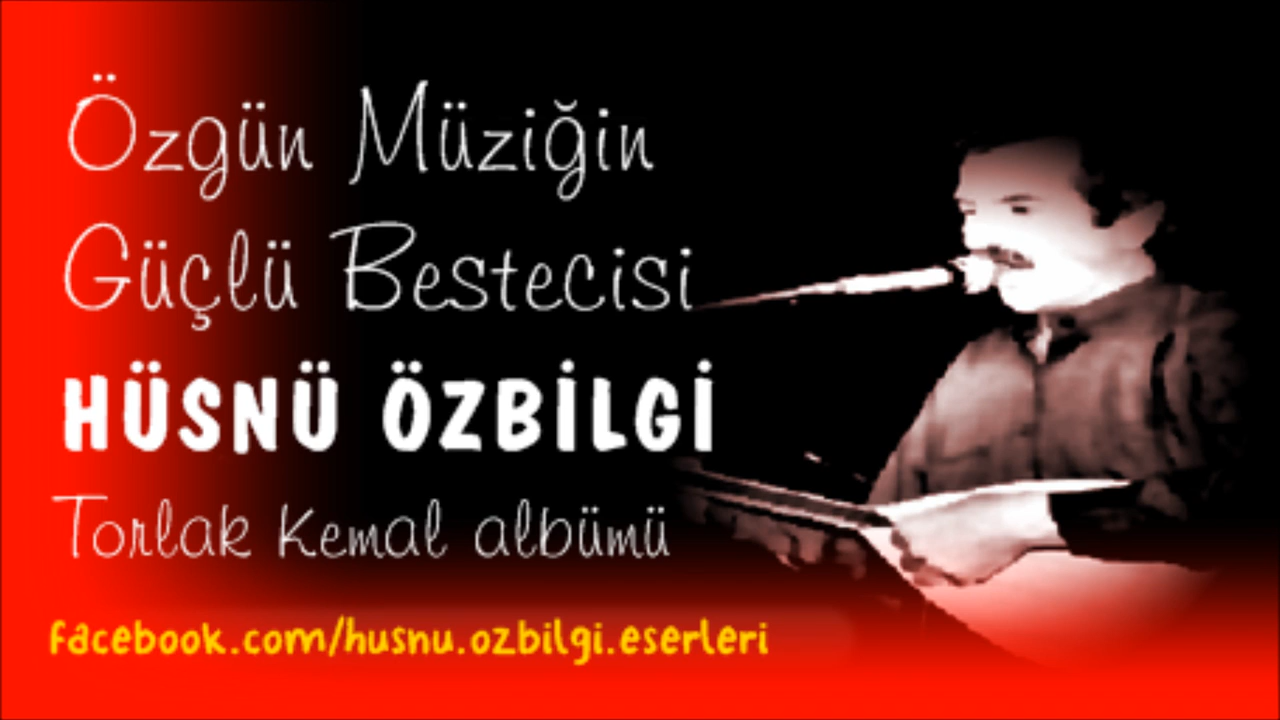 Özgün Müziğin
Güçlü Bestecisi
HÜSNÜ ÖZBİLGİ
Torlak Kemal albümü
facebook.com/husnu.ozbilgi.eserleri